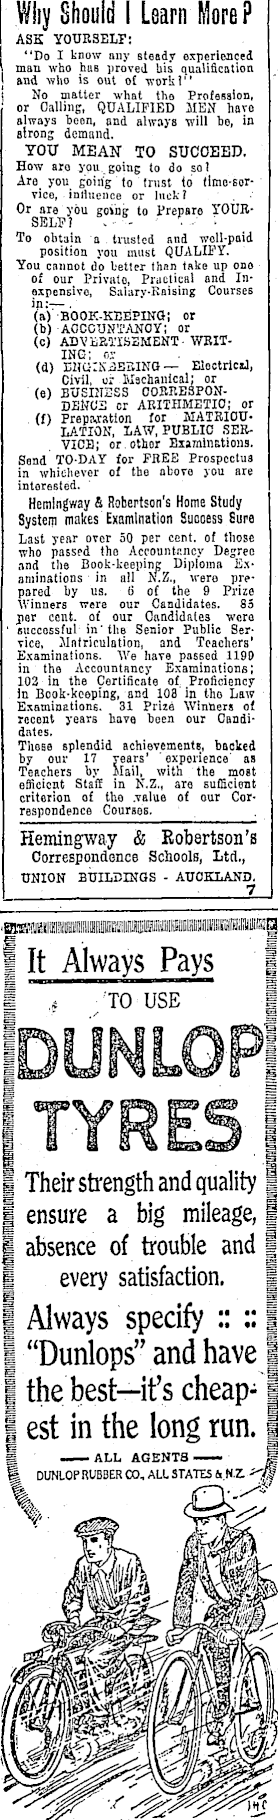 Why Should I Learn More?
ASK YOURSELF:
"Do I know any steady experienced
man who has proved his qualification
and who is out of work?"
No matter what the Profession,
or Calling, QUALIFIED MEN have
always been, and always will be, in
strong demand.
YOU MEAN TO SUCCEED.
How are you going to do so?
Are you going to trust to time-ser-
vice, influence or luck?
Or are you going to Prepare YOUR-
SELF?
To obtain a trusted and well-paid
position you must QUALIFY.
You cannot do better than take up one
of our Private, Practical and In-
expensive, Salary-Raising Courses
in:—
(a) BOOK-KEEPING; or
(b) ACCOUNTANCY; or
(c) ADVERTISEMENT WRIT-
ING; or
(d) ENGINEERING — Electrical,
Civil, or Mechanical; or
(e) BUSINESS CORRESPON-
DENCE or ARITHMETIC; or
(f) Preparation for MATRICU-
LATION, LAW, PUBLIC SER-
VICE; or other Examinations.
Send TO-DAY for FREE Prospectus
in whichever of the above you are
interested.
Hemingway & Robertson's Home Study
System makes Examination Success Sure
Last year over 50 per cent. of those
who passed the Accountancy Degree
and the Book-keeping Diploma Ex-
aminations in all N.Z., were pre-
pared by us. 6 of the 9 Prize
Winners were our Candidates. 85
per cent. of our Candidates were
successful in the Senior Public Ser-
vice, Matriculation, and Teachers'
Examinations. We have passed 1190
in the Accountancy Examinations;
102 in the Certificate of Proficiency
in Book-keeping, and 108 in the Law
Examinations. 31 Prize Winners of
recent years have been our Candi-
dates.
These splendid achievements, backed
by our 17 years' experience as
Teachers by Mail, with the most
efficient Staff in N.Z., are sufficient
criterion of the value of our Cor-
respondence Courses.
Hemingway & Robertson's
Correspondence Schools, Ltd.,
UNION BUILDINGS - AUCKLAND.
7
It Always Pays
TO USE
DUNLOP
TYRES
Their strength and quality
ensure a big mileage,
absence of trouble and
every satisfaction.
Always specify :: ::
"Dunlops" and have
the best—it's cheap-
est in the long run.
— ALL AGENTS —
DUNLOP RUBBER CO., ALL STATES & N.Z.